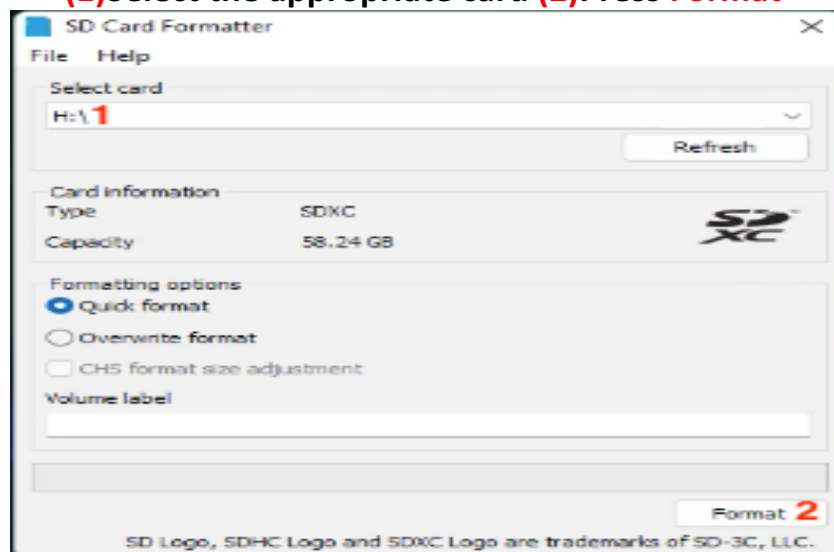 (1)Select the appropriate card (2)Press Format
SD Card Formatter
File Help
Select card
H:\ 1
Refresh
Card information
Type SDXC
SD XC
Capacity 58.24 GB
Formatting options
Quick format
Overwrite format
CHS format size adjustment
Volume label
Format 2
SD Logo, SDHC Logo and SDXC Logo are trademarks of SD-3C, LLC.